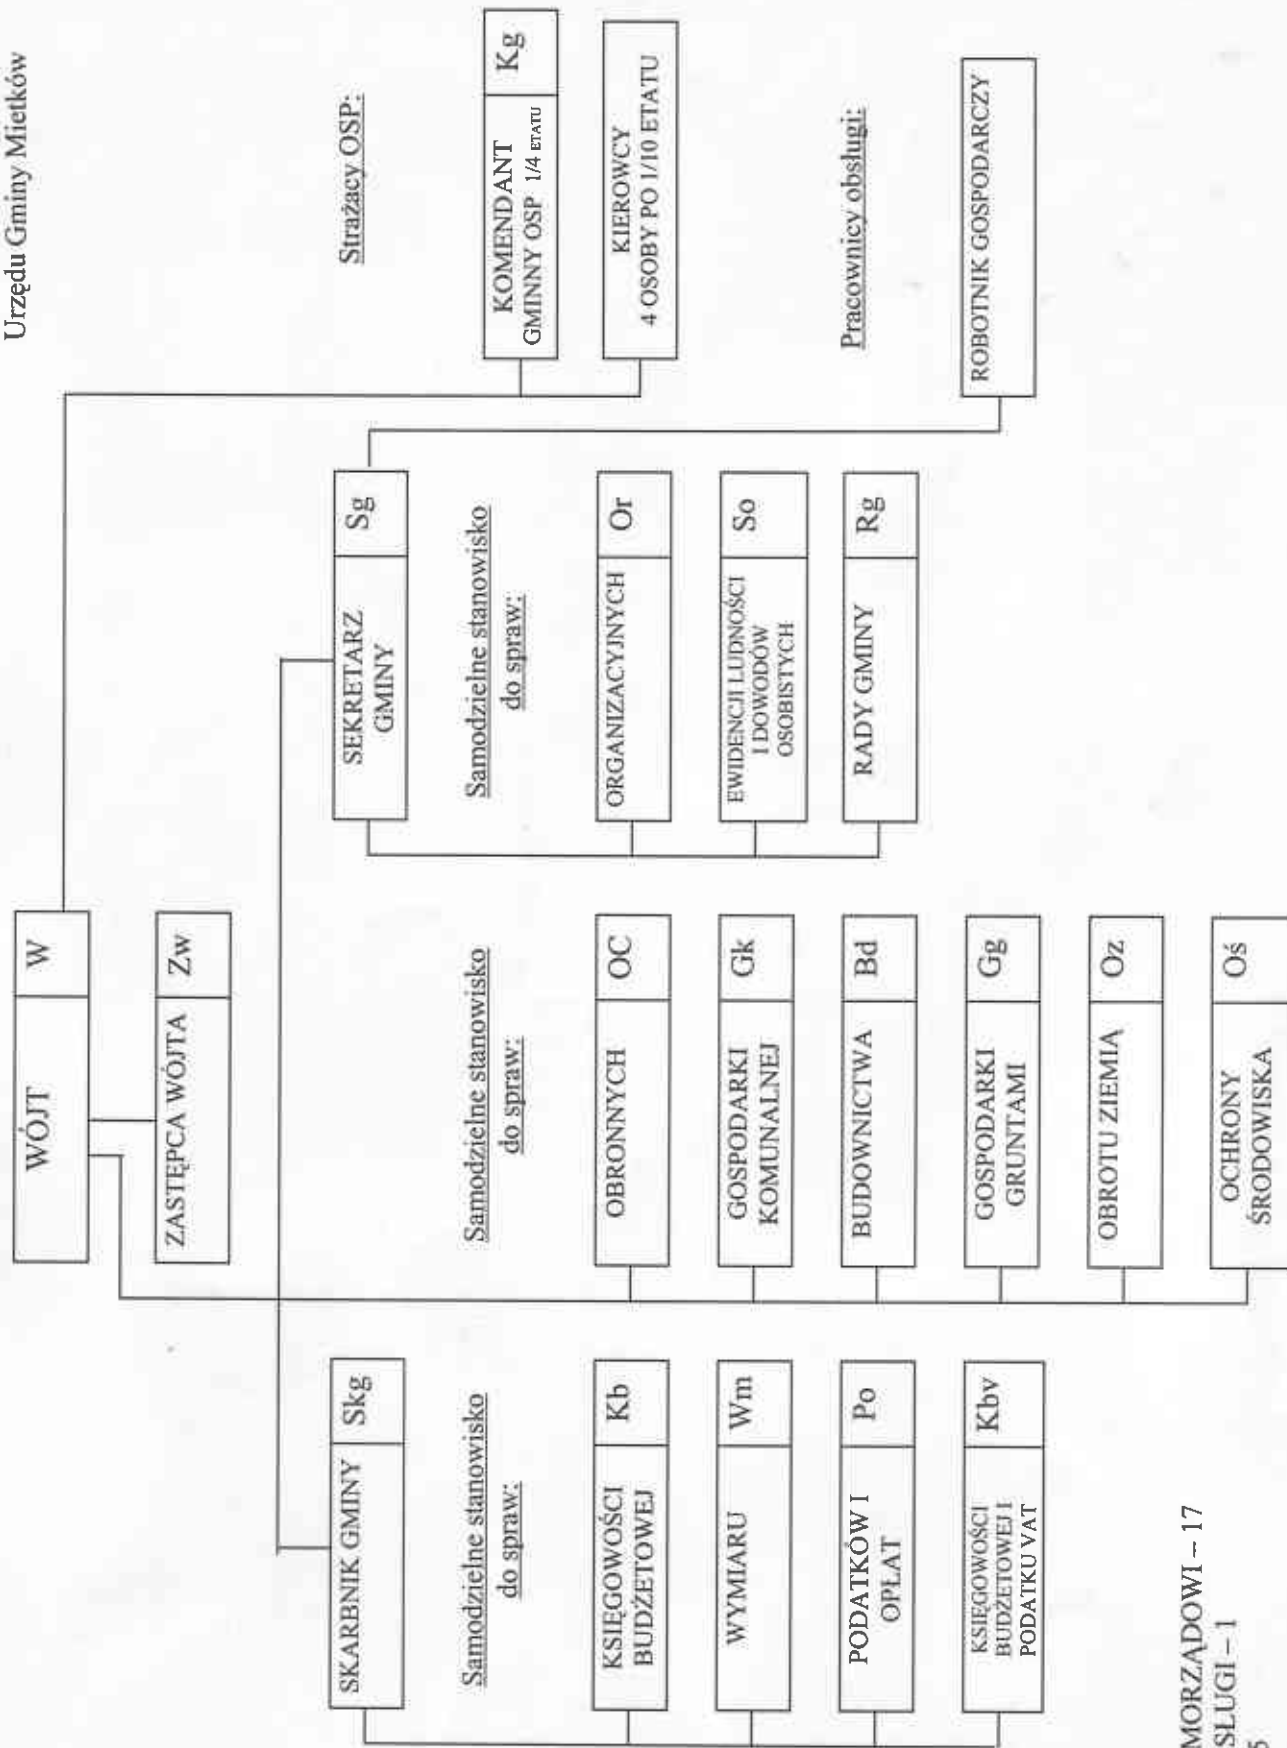 Urzędu Gminy Mietków
WÓJT
W
ZASTĘPCA WÓJTA
Zw
SKARBNIK GMINY
Skg
Samodzielne stanowisko
do spraw:
KSIĘGOWOŚCI
BUDŻETOWEJ
Kb
WYMIARU
Wm
PODATKÓW I
OPŁAT
Po
KSIĘGOWOŚCI
BUDŻETOWEJ I
PODATKU VAT
Kbv
Samodzielne stanowisko
do spraw:
OBRONNYCH
OC
GOSPODARKI
KOMUNALNEJ
Gk
BUDOWNICTWA
Bd
GOSPODARKI
GRUNTAMI
Gg
OBROTU ZIEMIĄ
Oz
OCHRONY
ŚRODOWISKA
Oś
SEKRETARZ
GMINY
Sg
Samodzielne stanowisko
do spraw:
ORGANIZACYJNYCH
Or
EWIDENCJI LUDNOŚCI
I DOWODÓW
OSOBISTYCH
So
RADY GMINY
Rg
Strażacy OSP:
KOMENDANT
GMINNY OSP 1/4 ETATU
Kg
KIEROWCY
4 OSOBY PO 1/10 ETATU
Pracownicy obsługi:
ROBOTNIK GOSPODARCZY
MORZĄDOWI – 17
SŁUGI – 1